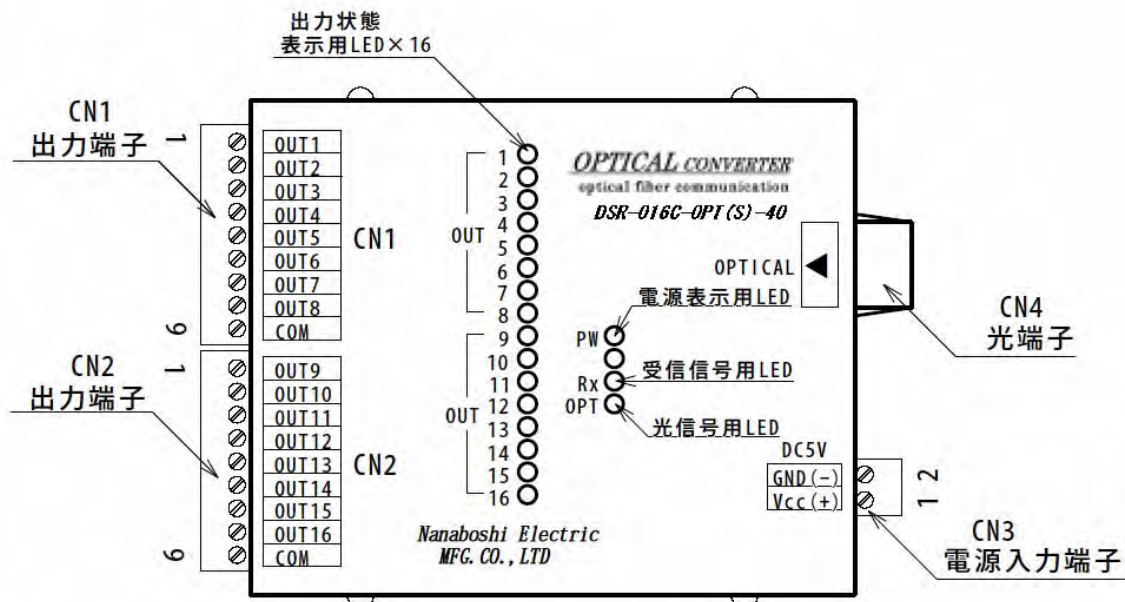 出力状態
表示用LED×16
CN1
出力端子
1
9
OUT1
OUT2
OUT3
OUT4
OUT5
OUT6
OUT7
OUT8
COM
CN1
CN2
出力端子
1
9
OUT9
OUT10
OUT11
OUT12
OUT13
OUT14
OUT15
OUT16
COM
CN2
OUT
1
2
3
4
5
6
7
8
OUT
9
10
11
12
13
14
15
16
OPTICAL CONVERTER
optical fiber communication
DSR-016C-OPT(S)-40
OPTICAL
電源表示用LED
PW
Rx
受信信号用LED
OPT
光信号用LED
CN4
光端子
DC5V
GND(-)
Vcc(+)
2
1
CN3
電源入力端子
Nanaboshi Electric
MFG.CO.,LTD